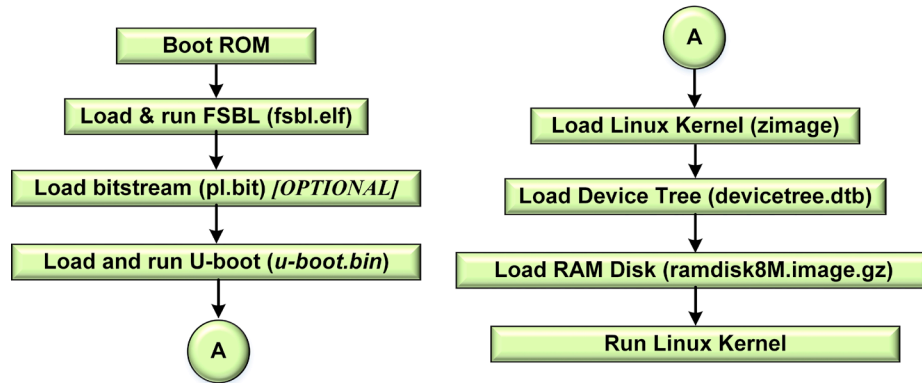 Boot ROM
Load & run FSBL (fsbl.elf)
Load bitstream (pl.bit) [OPTIONAL]
Load and run U-boot (u-boot.bin)
A
A
Load Linux Kernel (zimage)
Load Device Tree (devicetree.dtb)
Load RAM Disk (ramdisk8M.image.gz)
Run Linux Kernel